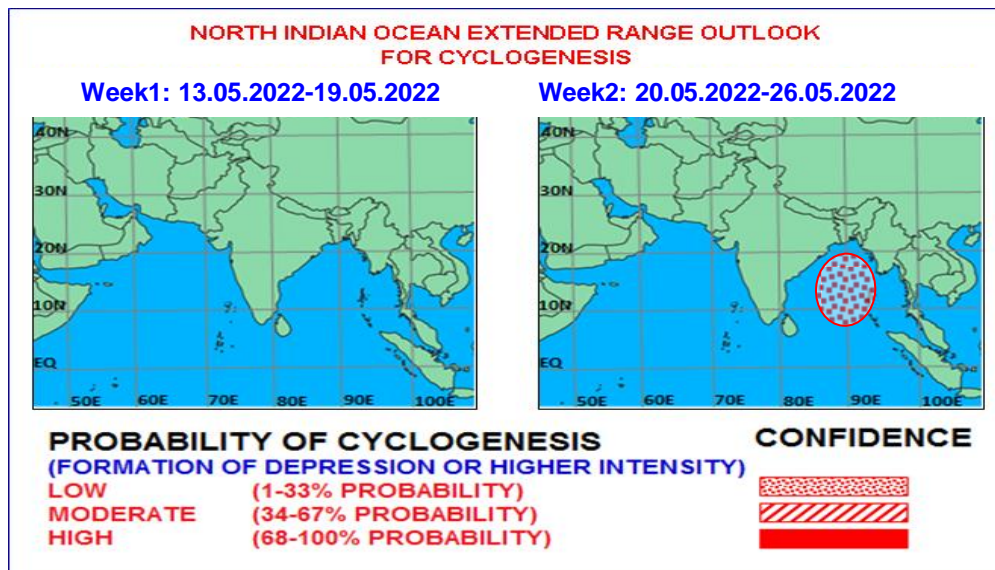 NORTH INDIAN OCEAN EXTENDED RANGE OUTLOOK
FOR CYCLOGENESIS
Week1: 13.05.2022-19.05.2022
Week2: 20.05.2022-26.05.2022
40N
30N
20N
10N
EQ
50E 60E 70E 80E 90E 100E
40N
30N
20N
10N
EQ
50E 60E 70E 80E 90E 100E
PROBABILITY OF CYCLOGENESIS
(FORMATION OF DEPRESSION OR HIGHER INTENSITY)
LOW (1-33% PROBABILITY)
MODERATE (34-67% PROBABILITY)
HIGH (68-100% PROBABILITY)
CONFIDENCE